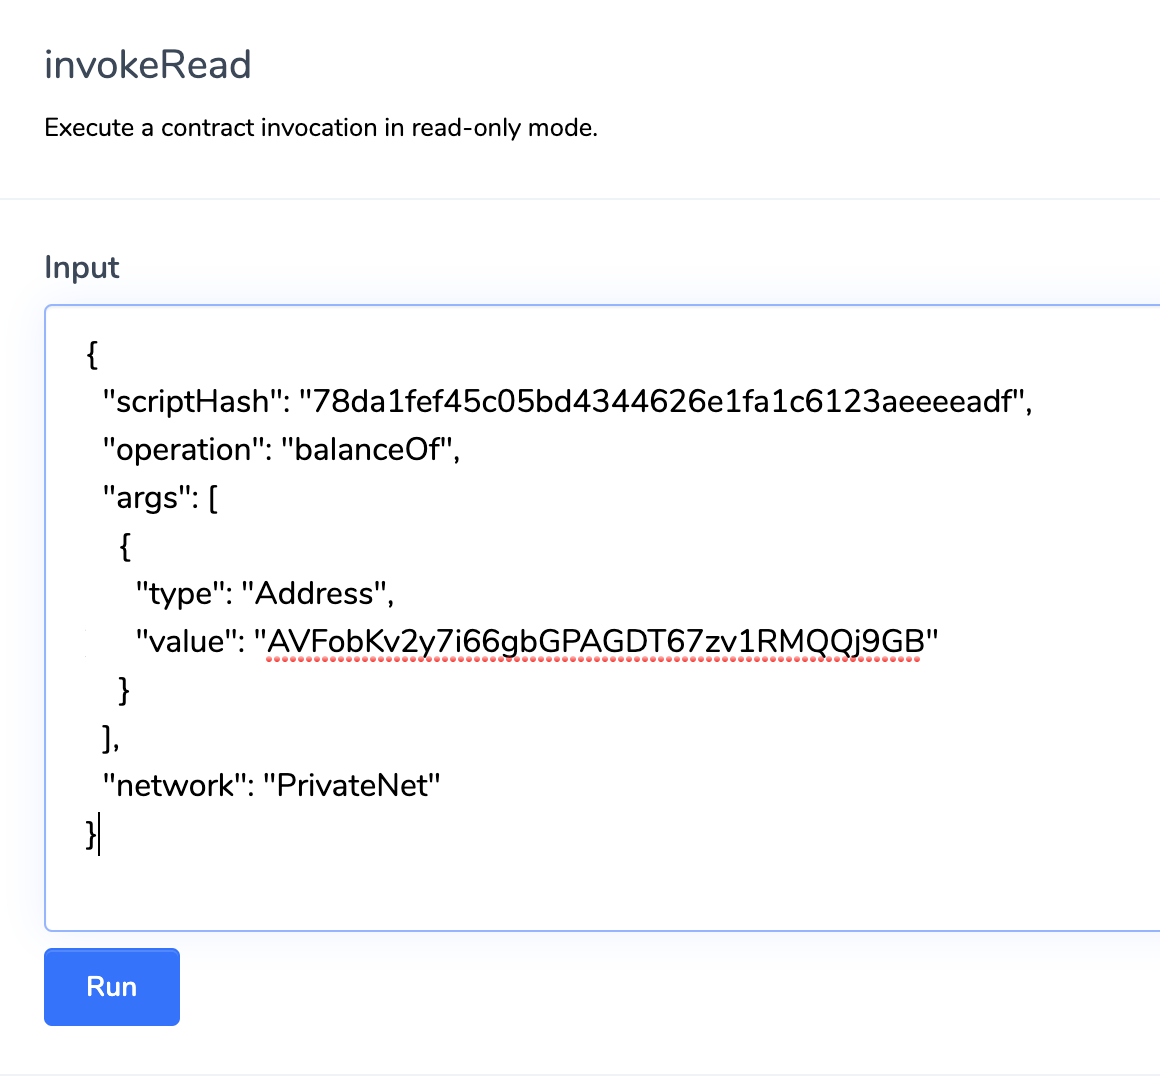 invokeRead
Execute a contract invocation in read-only mode.
Input
{
"scriptHash": "78da1fef45c05bd4344626e1fa1c6123aeeeeadf",
"operation": "balanceOf",
"args": [
{
"type": "Address",
"value": "AVFobKv2y7i66gbGPAGDT67zv1RMQQj9GB"
}
],
"network": "PrivateNet"
}
Run